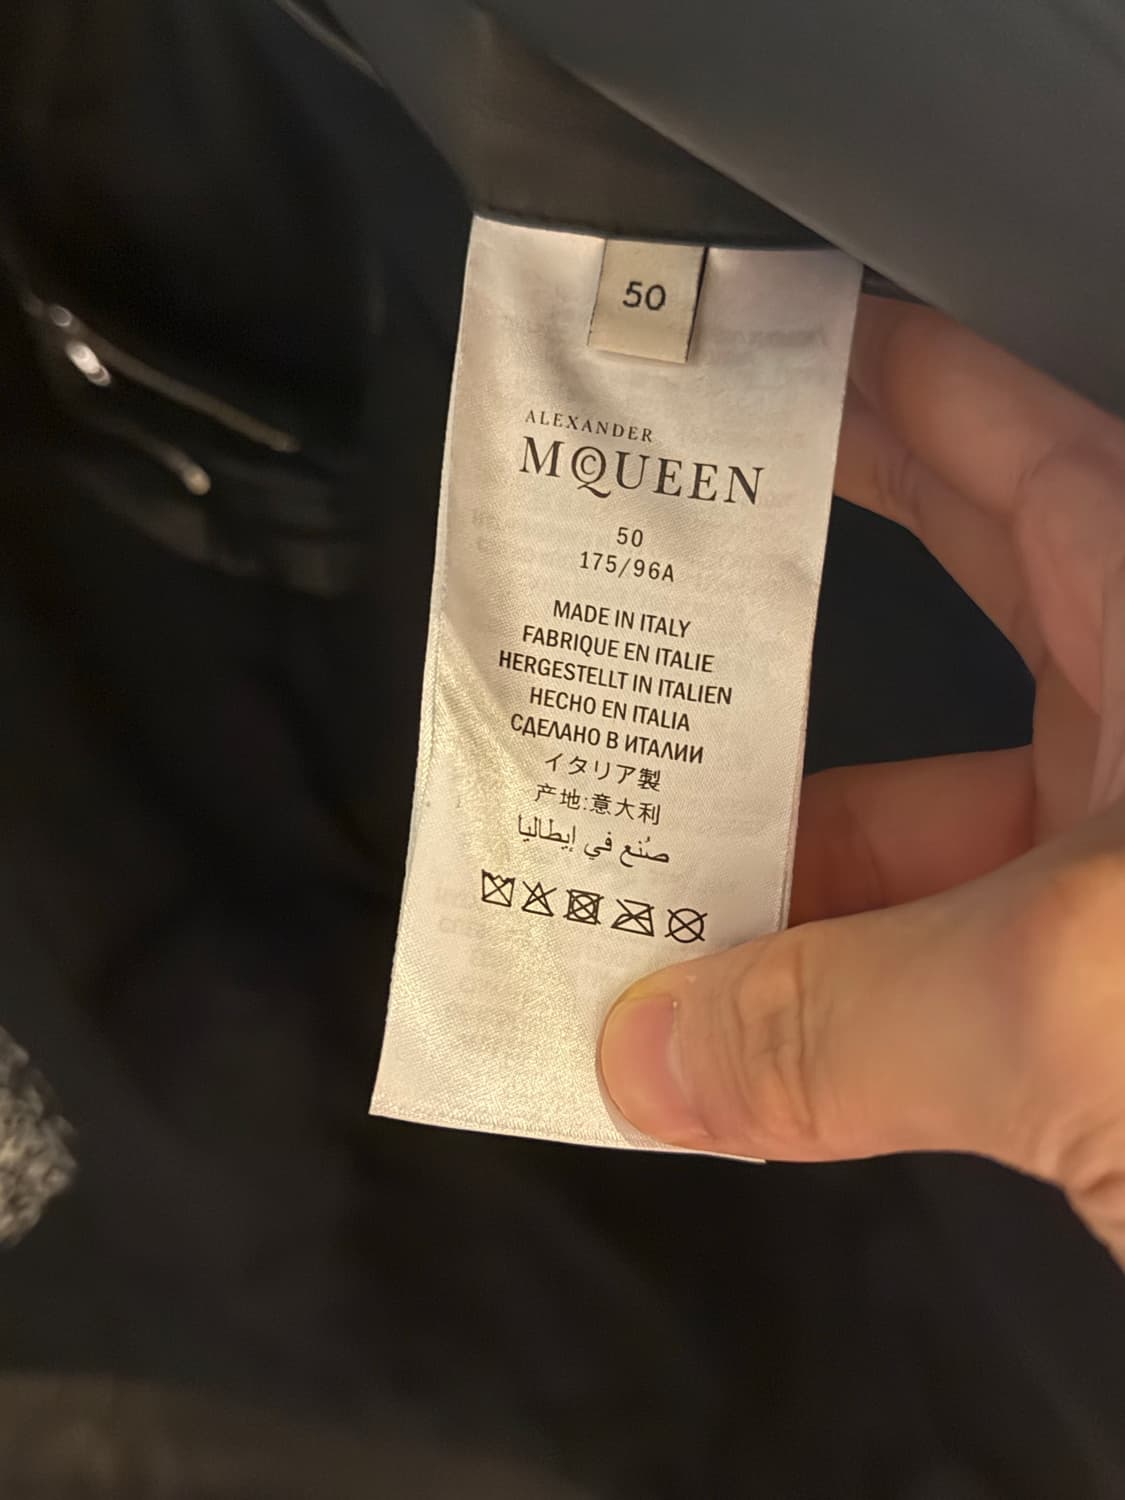 50
ALEXANDER
MCQUEEN
50
175/96A
MADE IN ITALY
FABRIQUE EN ITALIE
HERGESTELLT IN ITALIEN
HECHO EN ITALIA
СДЕЛАНО В ИТАЛИИ
イタリア製
产地:意大利
صُنع في إيطاليا